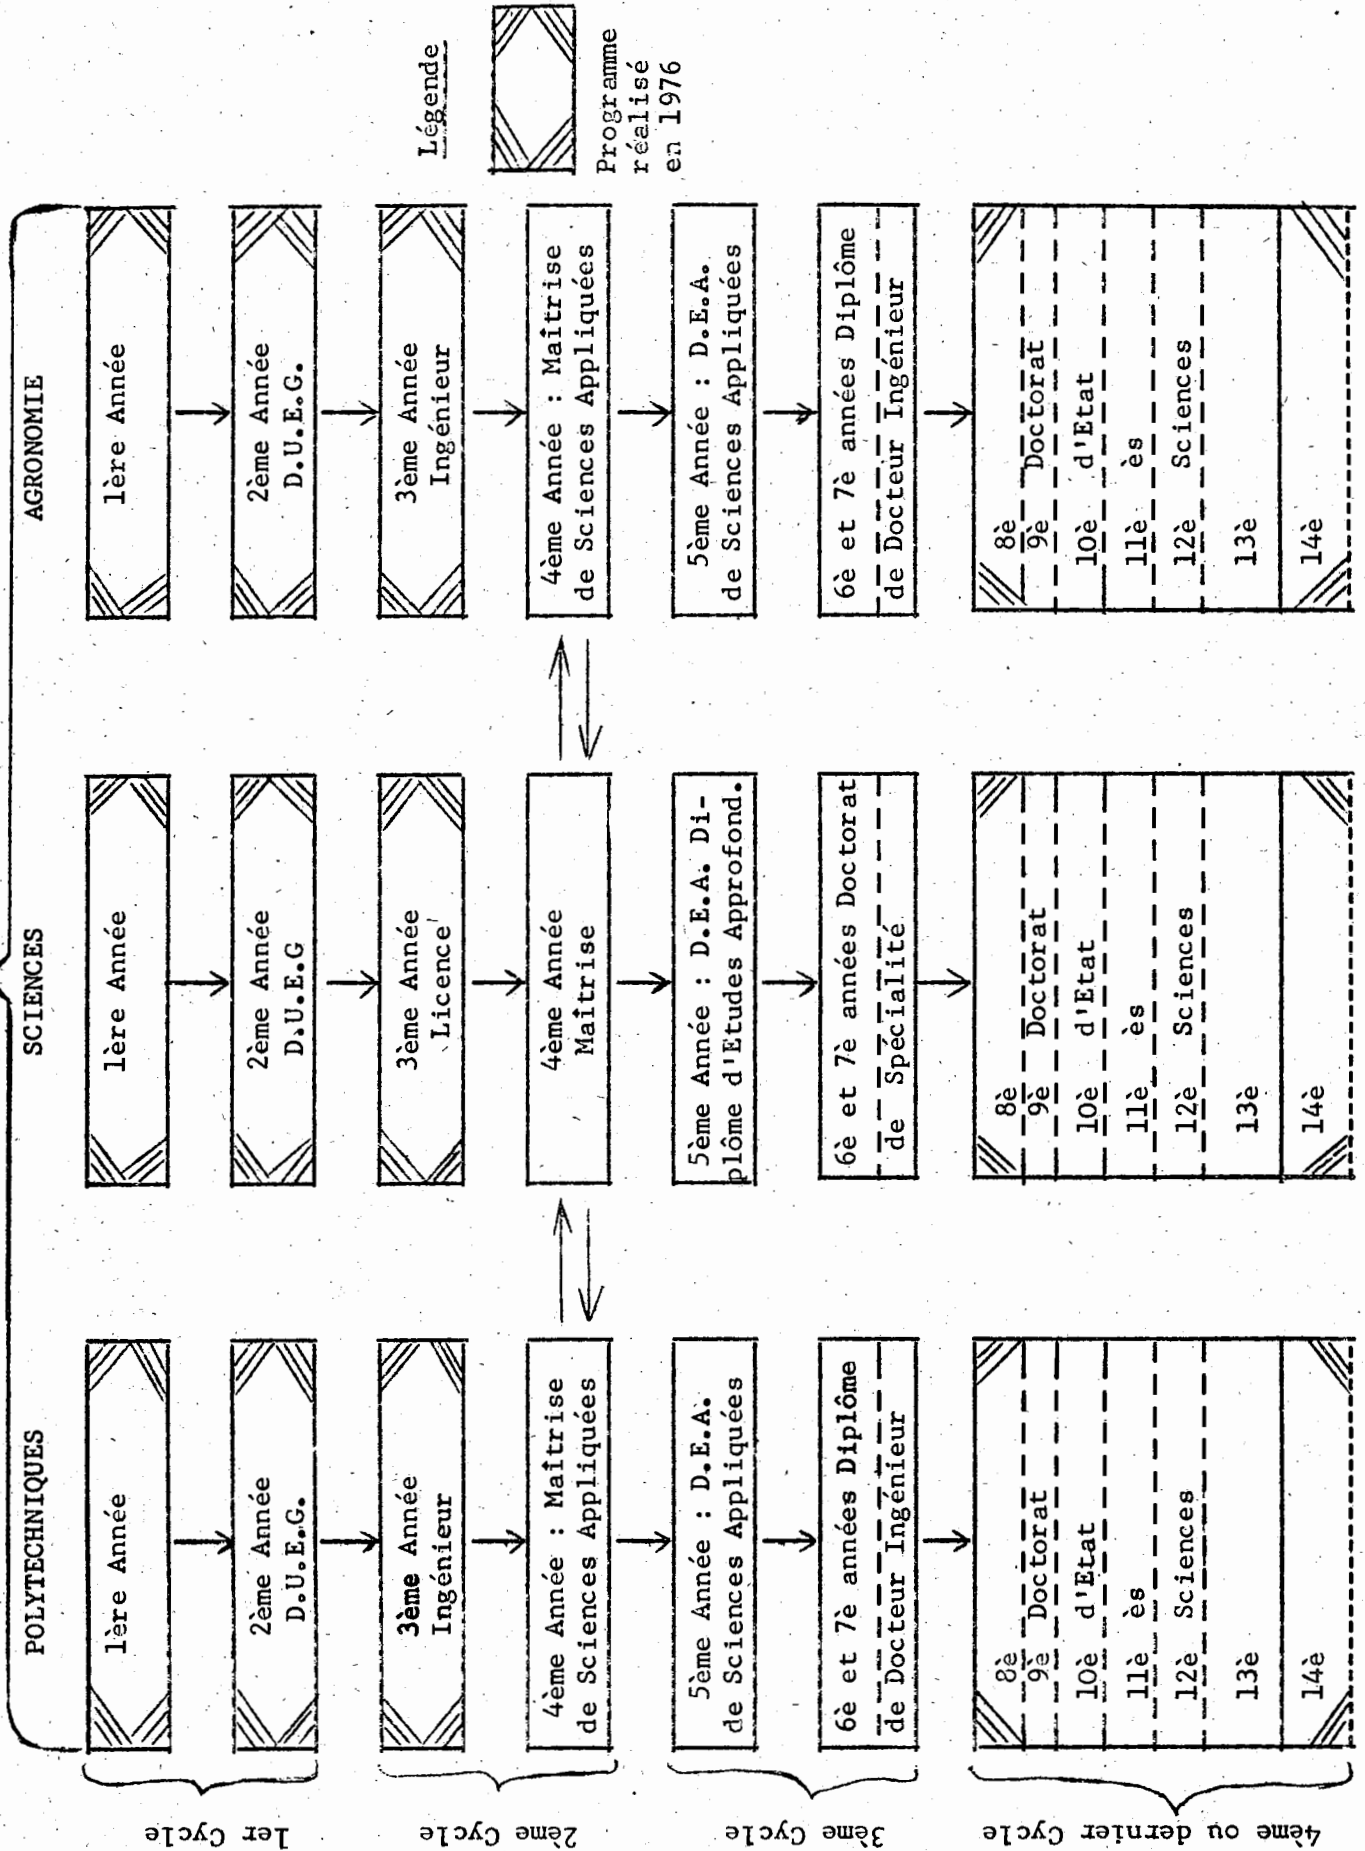 POLYTECHNIQUES
SCIENCES
AGRONOMIE
1er Cycle
1ère Année
1ère Année
1ère Année
2ème Année
D.U.E.G.
2ème Année
D.U.E.G
2ème Année
D.U.E.G.
2ème Cycle
3ème Année
Ingénieur
3ème Année
Licence
3ème Année
Ingénieur
4ème Année : Maîtrise
de Sciences Appliquées
4ème Année
Maîtrise
4ème Année : Maîtrise
de Sciences Appliquées
3ème Cycle
5ème Année : D.E.A.
de Sciences Appliquées
5ème Année : D.E.A. Di-
plôme d'Etudes Approfond.
5ème Année : D.E.A.
de Sciences Appliquées
6è et 7è années Diplôme
de Docteur Ingénieur
6è et 7è années Doctorat
de Spécialité
6è et 7è années Diplôme
de Docteur Ingénieur
4ème ou dernier Cycle
8è
9è Doctorat
10è d'Etat
11è ès
12è Sciences
13è
14è
8è
9è Doctorat
10è d'Etat
11è ès
12è Sciences
13è
14è
8è
9è Doctorat
10è d'Etat
11è ès
12è Sciences
13è
14è
Légende
Programme
réalisé
en 1976